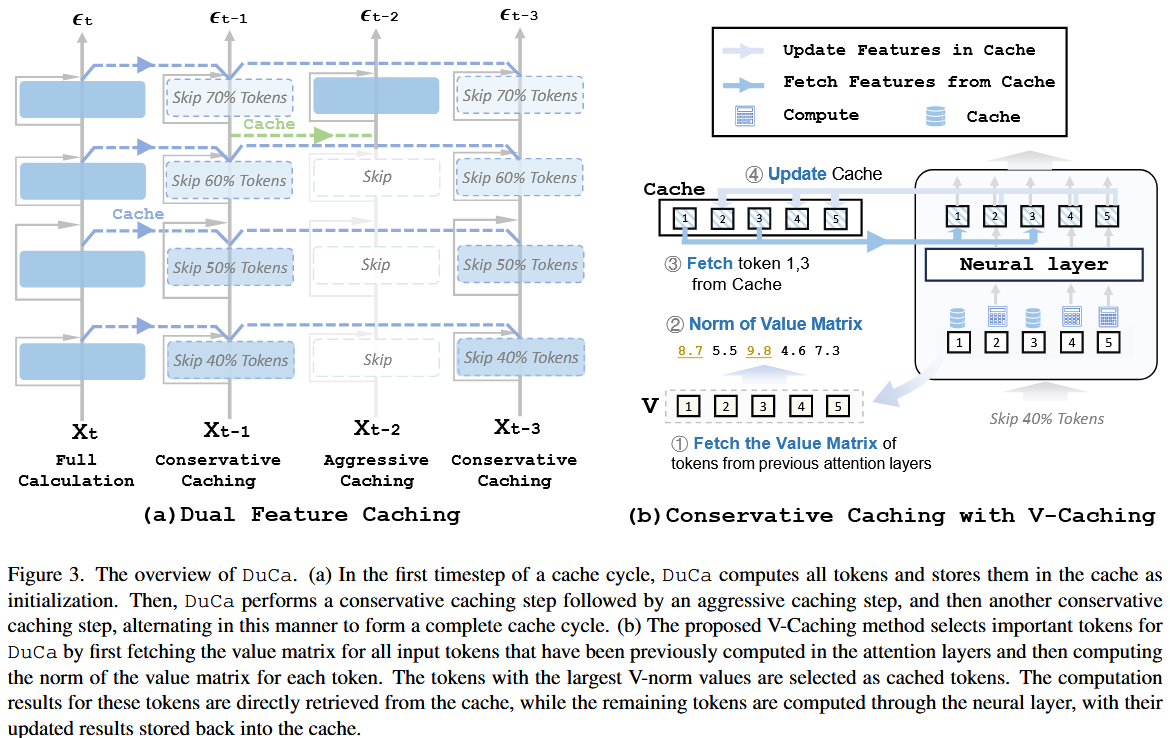 ϵt ϵt-1 ϵt-2 ϵt-3
Skip 70% Tokens
Skip 70% Tokens
Cache
Skip 60% Tokens
Skip
Skip 60% Tokens
Cache
Skip 50% Tokens
Skip
Skip 50% Tokens
Skip 40% Tokens
Skip
Skip 40% Tokens
Xt Xt-1 Xt-2 Xt-3
Full
Calculation
Conservative
Caching
Aggressive
Caching
Conservative
Caching
(a)Dual Feature Caching
Update Features in Cache
Fetch Features from Cache
Compute
Cache
④ Update Cache
Cache
1 2 3 4 5
1 2 3 4 5
③ Fetch token 1,3
from Cache
Neural layer
② Norm of Value Matrix
8.7 5.5 9.8 4.6 7.3
1 2 3 4 5
V 1 2 3 4 5
Skip 40% Tokens
① Fetch the Value Matrix of
tokens from previous attention layers
(b)Conservative Caching with V-Caching
Figure 3. The overview of DuCa. (a) In the first timestep of a cache cycle, DuCa computes all tokens and stores them in the cache as
initialization. Then, DuCa performs a conservative caching step followed by an aggressive caching step, and then another conservative
caching step, alternating in this manner to form a complete cache cycle. (b) The proposed V-Caching method selects important tokens for
DuCa by first fetching the value matrix for all input tokens that have been previously computed in the attention layers and then computing
the norm of the value matrix for each token. The tokens with the largest V-norm values are selected as cached tokens. The computation
results for these tokens are directly retrieved from the cache, while the remaining tokens are computed through the neural layer, with their
updated results stored back into the cache.